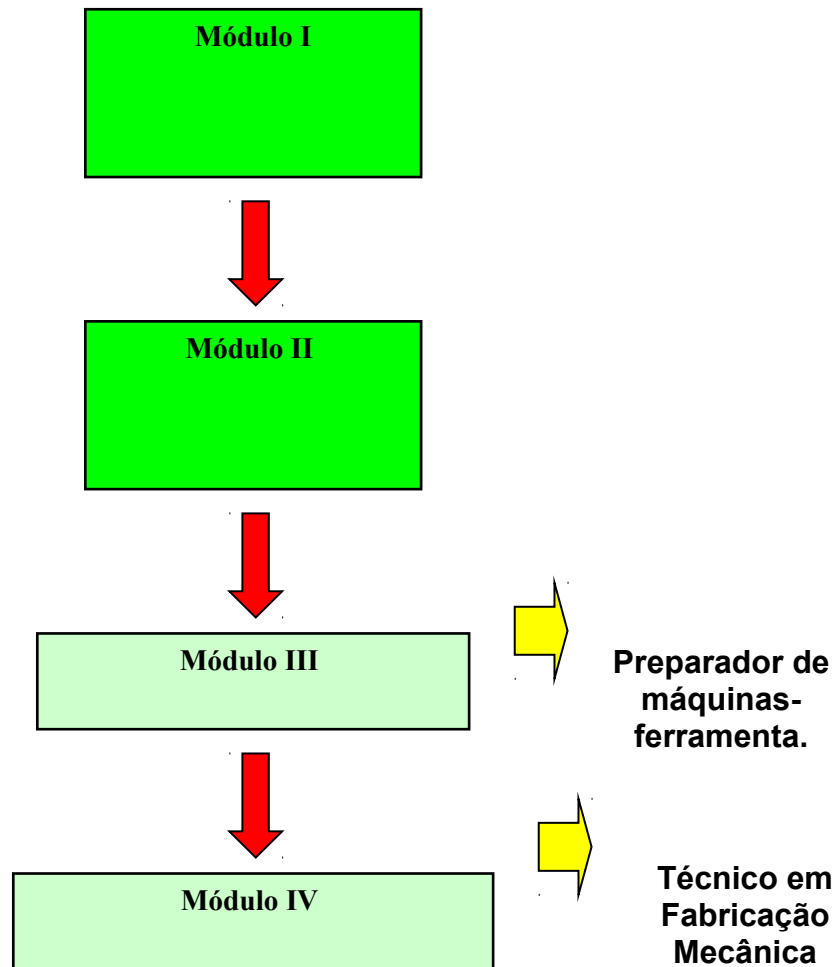 Módulo I
Módulo II
Módulo III
Preparador de
máquinas-
ferramenta.
Módulo IV
Técnico em
Fabricação
Mecânica